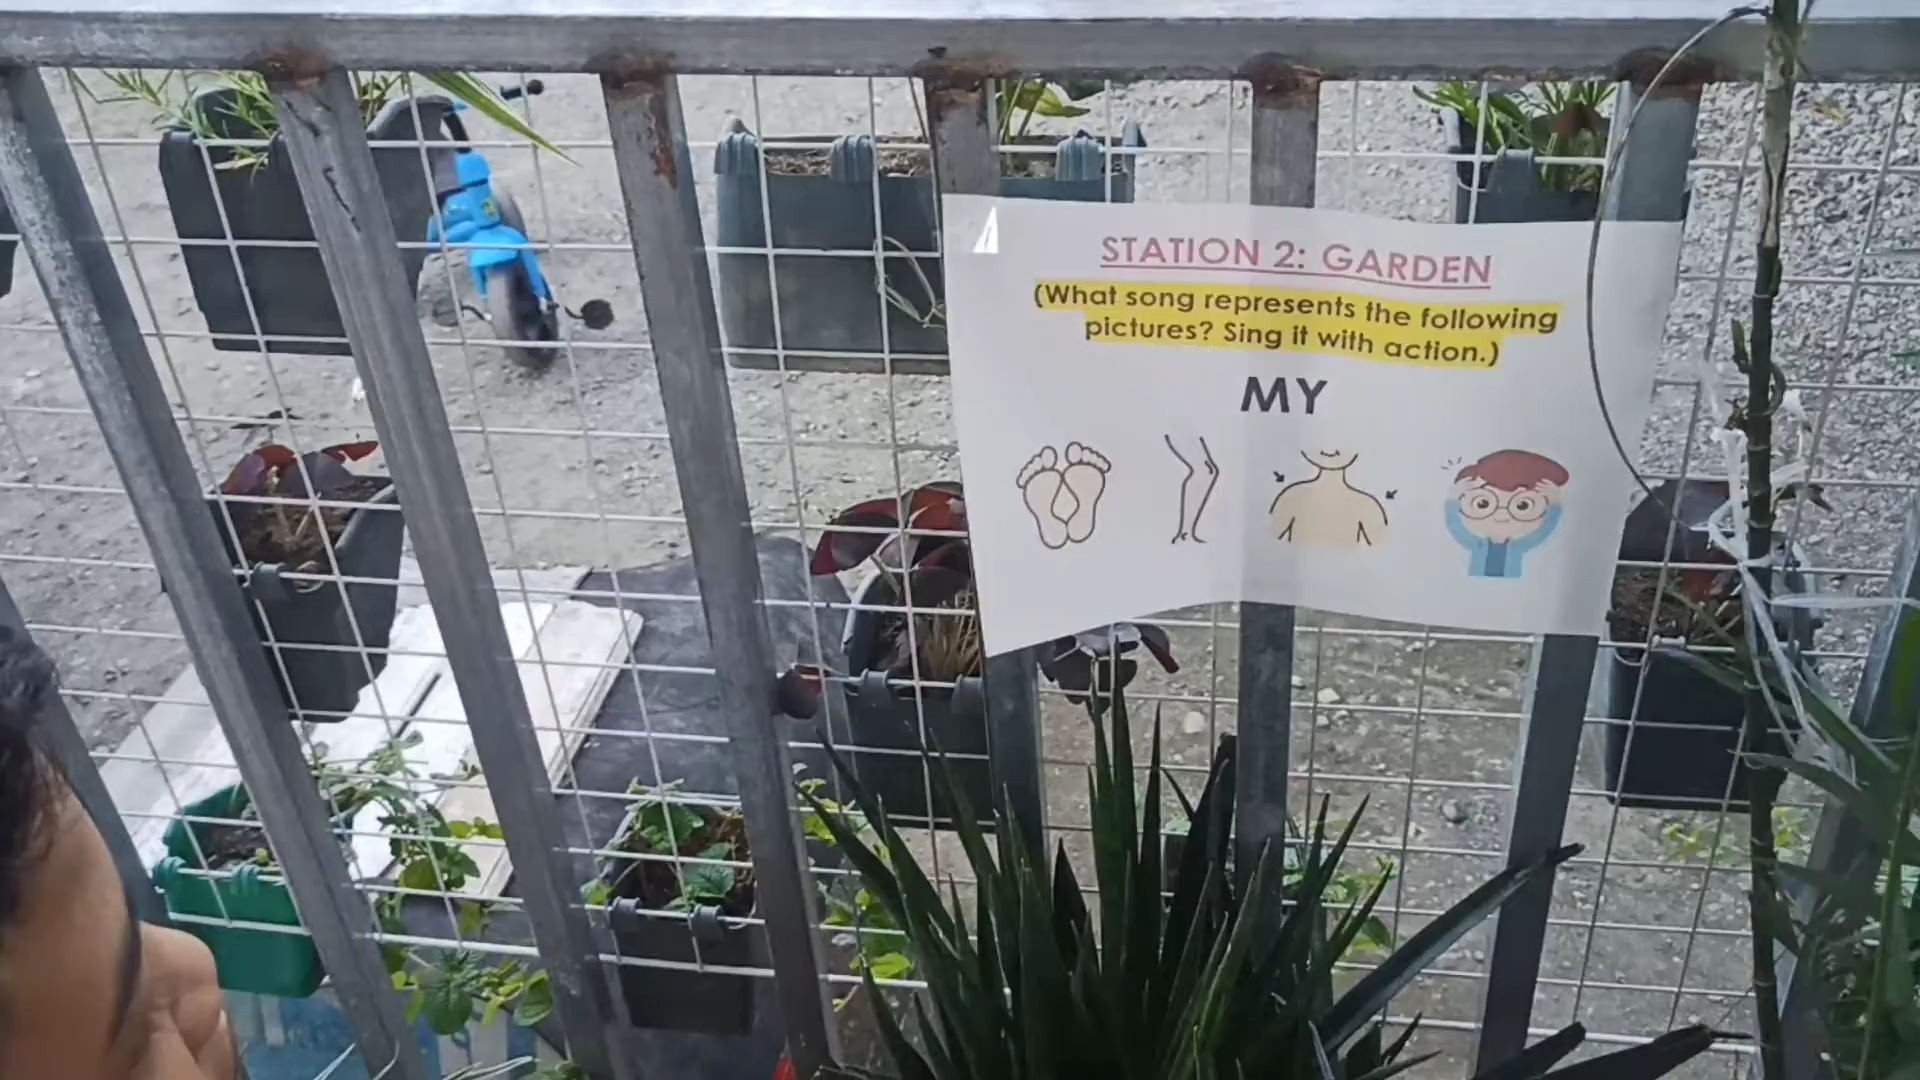 STATION 2: GARDEN
(What song represents the following
pictures? Sing it with action.)
MY